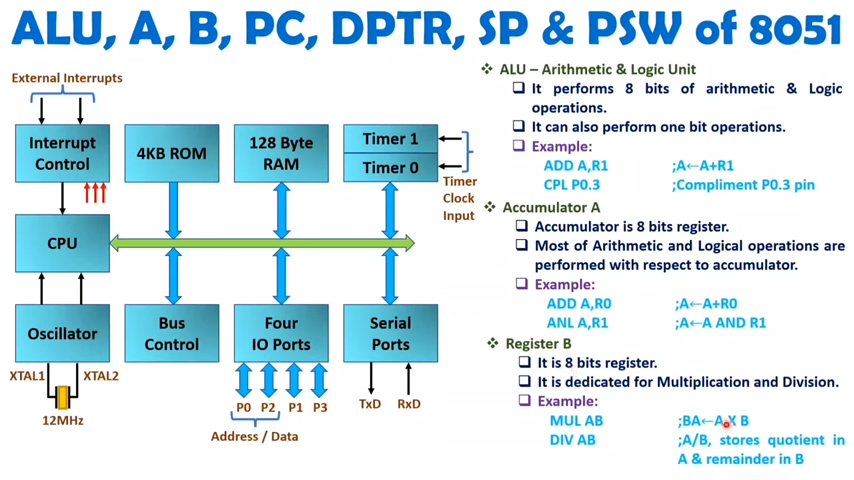 ALU, A, B, PC, DPTR, SP & PSW of 8051
External Interrupts
Interrupt
Control
4KB ROM
128 Byte
RAM
Timer 1
Timer 0
Timer
Clock
Input
CPU
Oscillator
Bus
Control
Four
IO Ports
Serial
Ports
XTAL1
XTAL2
12MHz
P0
P2
P1
P3
Address / Data
TxD
RxD
❖ ALU – Arithmetic & Logic Unit
❑ It performs 8 bits of arithmetic & Logic
operations.
❑ It can also perform one bit operations.
❑ Example:
ADD A,R1 ;A←A+R1
CPL P0.3 ;Compliment P0.3 pin
❖ Accumulator A
❑ Accumulator is 8 bits register.
❑ Most of Arithmetic and Logical operations are
performed with respect to accumulator.
❑ Example:
ADD A,R0 ;A←A+R0
ANL A,R1 ;A←A AND R1
❖ Register B
❑ It is 8 bits register.
❑ It is dedicated for Multiplication and Division.
❑ Example:
MUL AB ;BA←A X B
DIV AB ;A/B, stores quotient in
A & remainder in B